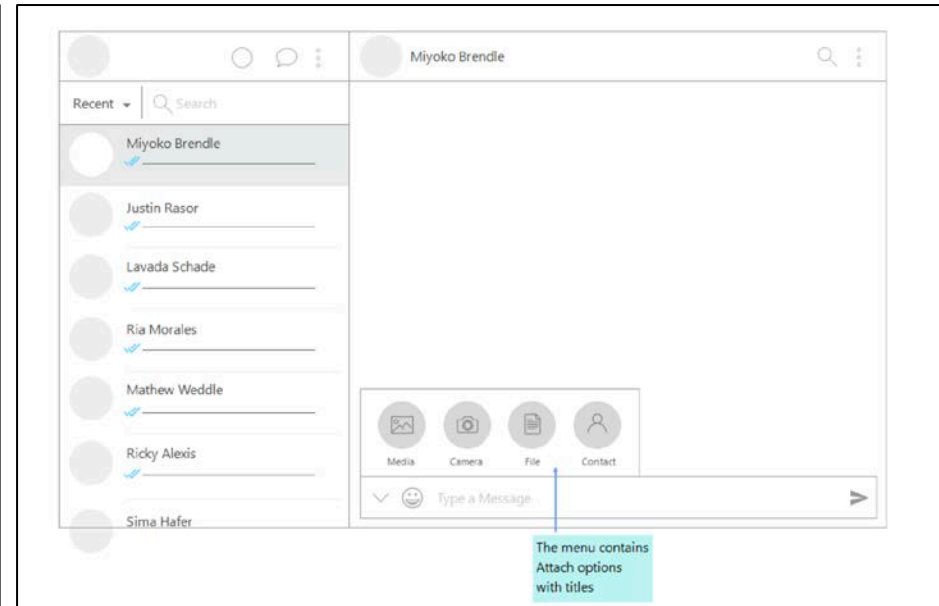 Miyoko Brendle
Recent
Search
Miyoko Brendle
Justin Rasor
Lavada Schade
Ria Morales
Mathew Weddle
Ricky Alexis
Sima Hafer
Media
Camera
File
Contact
Type a Message
The menu contains
Attach options
with titles